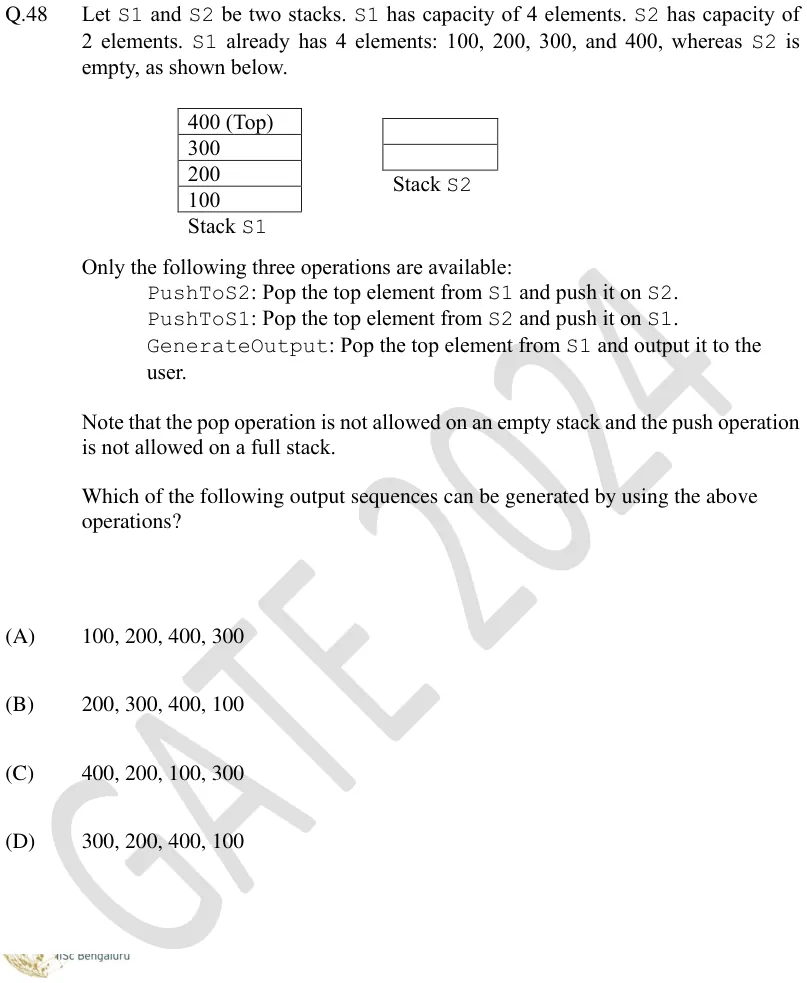 Q.48 Let S1 and S2 be two stacks. S1 has capacity of 4 elements. S2 has capacity of
2 elements. S1 already has 4 elements: 100, 200, 300, and 400, whereas S2 is
empty, as shown below.
400 (Top)
300
200
100
Stack S1
Stack S2
Only the following three operations are available:
PushToS2: Pop the top element from S1 and push it on S2.
PushToS1: Pop the top element from S2 and push it on S1.
GenerateOutput: Pop the top element from S1 and output it to the
user.
Note that the pop operation is not allowed on an empty stack and the push operation
is not allowed on a full stack.
Which of the following output sequences can be generated by using the above
operations?
(A) 100, 200, 400, 300
(B) 200, 300, 400, 100
(C) 400, 200, 100, 300
(D) 300, 200, 400, 100
GATE 2024
IISc Bengaluru